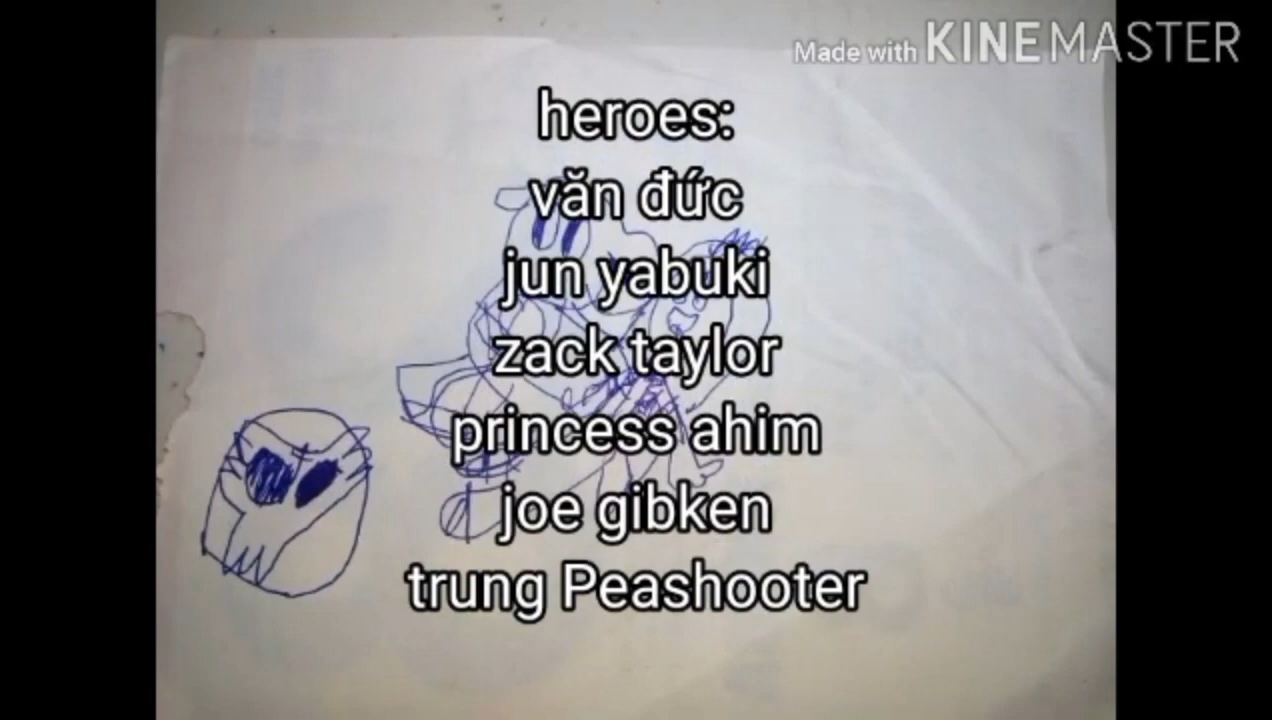 Made with KINEMASTER
heroes:
văn đức
jun yabuki
zack taylor
princess ahim
joe gibken
trung Peashooter